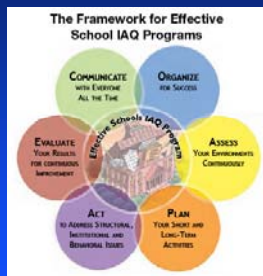 The Framework for Effective
School IAQ Programs
COMMUNICATE
WITH EVERYONE
ALL THE TIME
ORGANIZE
FOR SUCCESS
EVALUATE
YOUR RESULTS
FOR CONTINUOUS
IMPROVEMENT
Effective Schools IAQ Program
ASSESS
YOUR ENVIRONMENTS
CONTINUOUSLY
ACT
TO ADDRESS STRUCTURAL,
INSTITUTIONAL AND
BEHAVIORAL ISSUES
PLAN
YOUR SHORT AND
LONG-TERM
ACTIVITIES